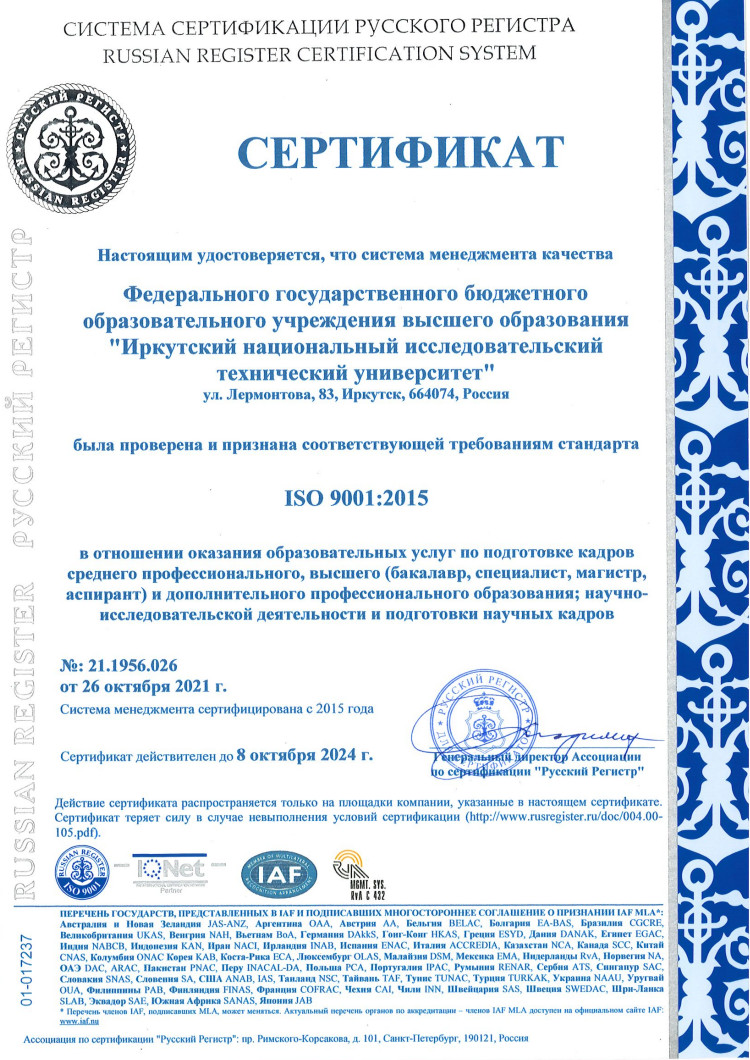 СИСТЕМА СЕРТИФИКАЦИИ РУССКОГО РЕГИСТРА
RUSSIAN REGISTER CERTIFICATION SYSTEM
РУССКИЙ РЕГИСТР
RUSSIAN REGISTER
СЕРТИФИКАТ
Настоящим удостоверяется, что система менеджмента качества
Федерального государственного бюджетного
образовательного учреждения высшего образования
"Иркутский национальный исследовательский
технический университет"
ул. Лермонтова, 83, Иркутск, 664074, Россия
была проверена и признана соответствующей требованиям стандарта
ISO 9001:2015
в отношении оказания образовательных услуг по подготовке кадров
среднего профессионального, высшего (бакалавр, специалист, магистр,
аспирант) и дополнительного профессионального образования; научно-
исследовательской деятельности и подготовки научных кадров
RUSSIAN REGISTER РУССКИЙ РЕГИСТР
№: 21.1956.026
от 26 октября 2021 г.
Система менеджмента сертифицирована с 2015 года
Сертификат действителен до 8 октября 2024 г.
РУССКИЙ РЕГИСТР
ДЛЯ СЕРТИФИКАТОВ
Генеральный директор Ассоциации
по сертификации "Русский Регистр"
Действие сертификата распространяется только на площадки компании, указанные в настоящем сертификате.
Сертификат теряет силу в случае невыполнения условий сертификации (http://www.rusregister.ru/doc/004.00-
105.pdf).
RUSSIAN REGISTER
ISO 9001
IQNet
Partner
MEMBER OF MULTILATERAL
IAF
RECOGNITION ARRANGEMENT
MGMT. SYS.
RvA C 432
01-017237
ПЕРЕЧЕНЬ ГОСУДАРСТВ, ПРЕДСТАВЛЕННЫХ В IAF И ПОДПИСАВШИХ МНОГОСТОРОННЕЕ СОГЛАШЕНИЕ О ПРИЗНАНИИ IAF MLA*:
Австралия и Новая Зеландия JAS-ANZ, Аргентина OAA, Австрия AA, Бельгия BELAC, Болгария EA-BAS, Бразилия CGCRE,
Великобритания UKAS, Венгрия NAH, Вьетнам BoA, Германия DAkkS, Гонг-Конг HKAS, Греция ESYD, Дания DANAK, Египет EGAC,
Индия NABCB, Индонезия KAN, Иран NACI, Ирландия INAB, Испания ENAC, Италия ACCREDIA, Казахстан NCA, Канада SCC, Китай
CNAS, Колумбия ONAC Корея KAB, Коста-Рика ECA, Люксембург OLAS, Малайзия DSM, Мексика EMA, Нидерланды RvA, Норвегия NA,
ОАЭ DAC, ARAC, Пакистан PNAC, Перу INACAL-DA, Польша PCA, Португалия IPAC, Румыния RENAR, Сербия ATS, Сингапур SAC,
Словакия SNAS, Словения SA, США ANAB, IAS, Таиланд NSC, Тайвань TAF, Тунис TUNAC, Турция TURKAK, Украина NAAU, Уругвай
OUA, Филиппины PAB, Финляндия FINAS, Франция COFRAC, Чехия CAI, Чили INN, Швейцария SAS, Швеция SWEDAC, Шри-Ланка
SLAB, Эквадор SAE, Южная Африка SANAS, Япония JAB
* Перечень членов IAF, подписавших MLA, может меняться. Актуальный перечень органов по аккредитации – членов IAF MLA доступен на официальном сайте IAF:
www.iaf.nu
Ассоциация по сертификации "Русский Регистр": пр. Римского-Корсакова, д. 101, Санкт-Петербург, 190121, Россия